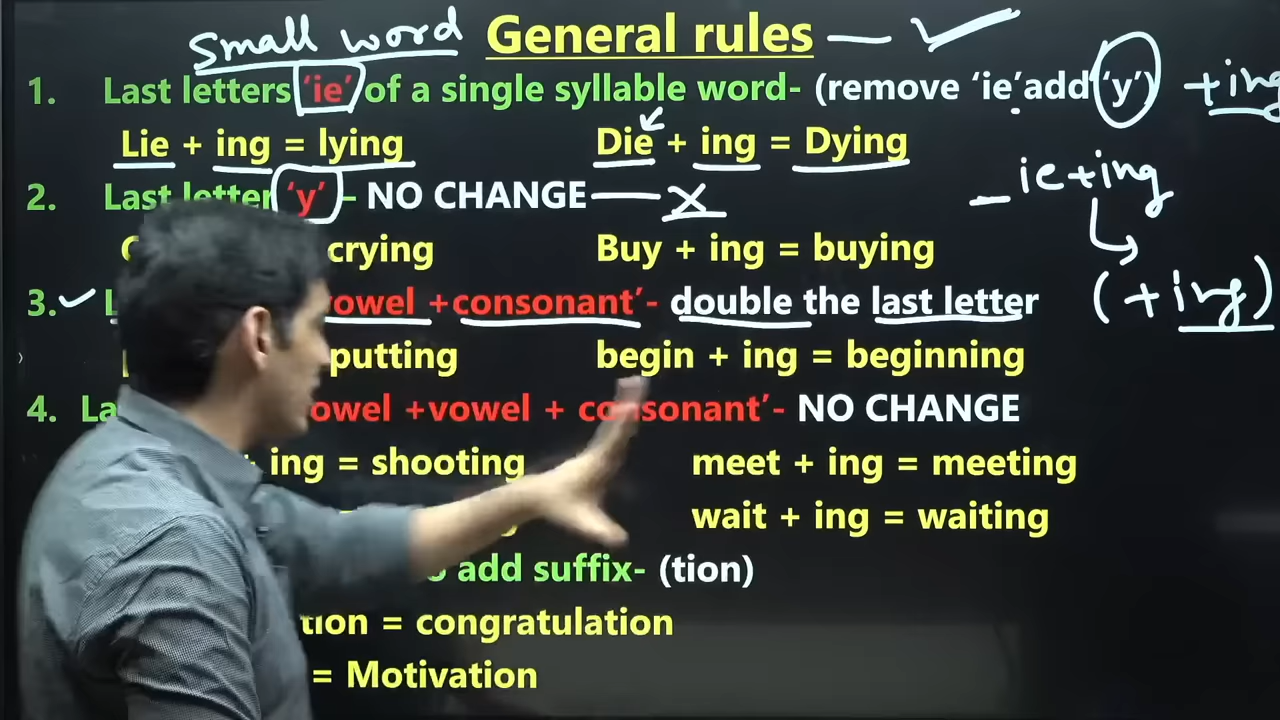 Small word General rules
1. Last letters 'ie' of a single syllable word- (remove 'ie' add 'y') +ing
Lie + ing = lying Die + ing = Dying
_ie+ing
2. Last letter 'y' - NO CHANGE
crying Buy + ing = buying
3. vowel +consonant'- double the last letter (+ing)
putting begin + ing = beginning
4. vowel +vowel + consonant'- NO CHANGE
+ ing = shooting meet + ing = meeting
wait + ing = waiting
add suffix- (tion)
tion = congratulation
= Motivation